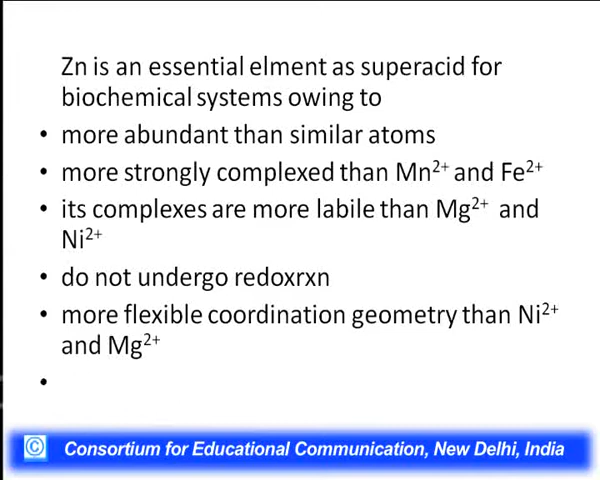 Zn is an essential elment as superacid for
biochemical systems owing to
• more abundant than similar atoms
• more strongly complexed than Mn²⁺ and Fe²⁺
• its complexes are more labile than Mg²⁺ and
Ni²⁺
• do not undergo redoxrxn
• more flexible coordination geometry than Ni²⁺
and Mg²⁺
•
© Consortium for Educational Communication, New Delhi, India